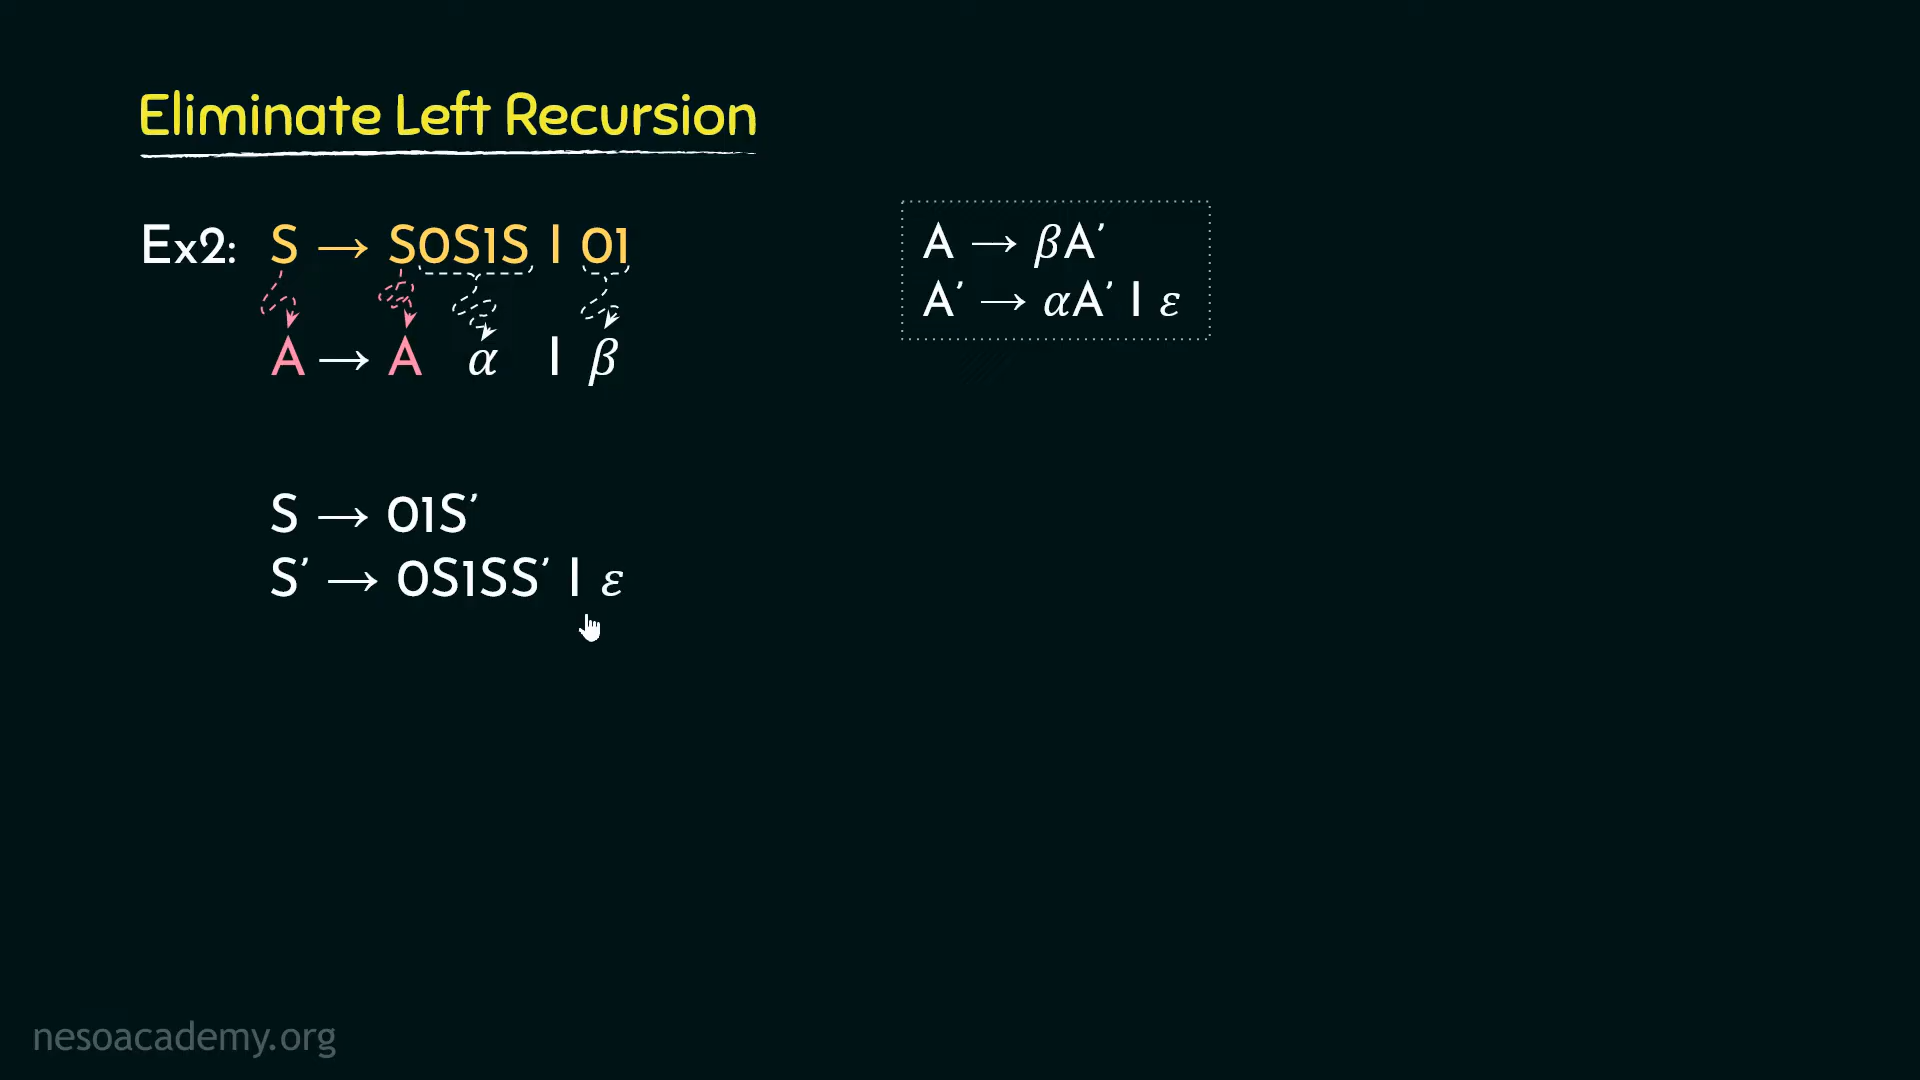 Eliminate Left Recursion
Ex2: S → S0S1S | 01
A → A α | β
A → βA’
A’ → αA’ | ε
S → 01S’
S’ → 0S1SS’ | ε
nesoacademy.org